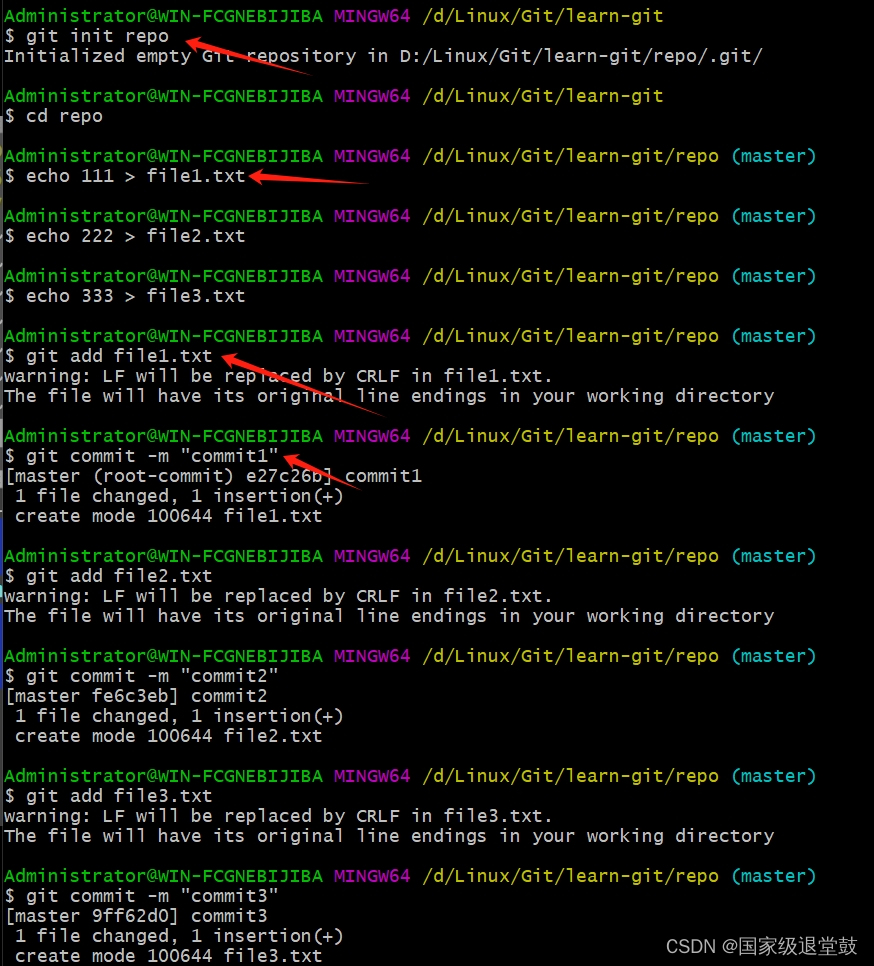 Administrator@WIN-FCGNEBIJIBA MINGW64 /d/Linux/Git/learn-git
$ git init repo
Initialized empty Git repository in D:/Linux/Git/learn-git/repo/.git/
Administrator@WIN-FCGNEBIJIBA MINGW64 /d/Linux/Git/learn-git
$ cd repo
Administrator@WIN-FCGNEBIJIBA MINGW64 /d/Linux/Git/learn-git/repo (master)
$ echo 111 > file1.txt
Administrator@WIN-FCGNEBIJIBA MINGW64 /d/Linux/Git/learn-git/repo (master)
$ echo 222 > file2.txt
Administrator@WIN-FCGNEBIJIBA MINGW64 /d/Linux/Git/learn-git/repo (master)
$ echo 333 > file3.txt
Administrator@WIN-FCGNEBIJIBA MINGW64 /d/Linux/Git/learn-git/repo (master)
$ git add file1.txt
warning: LF will be replaced by CRLF in file1.txt.
The file will have its original line endings in your working directory
Administrator@WIN-FCGNEBIJIBA MINGW64 /d/Linux/Git/learn-git/repo (master)
$ git commit -m "commit1"
[master (root-commit) e27c26b] commit1
 1 file changed, 1 insertion(+)
 create mode 100644 file1.txt
Administrator@WIN-FCGNEBIJIBA MINGW64 /d/Linux/Git/learn-git/repo (master)
$ git add file2.txt
warning: LF will be replaced by CRLF in file2.txt.
The file will have its original line endings in your working directory
Administrator@WIN-FCGNEBIJIBA MINGW64 /d/Linux/Git/learn-git/repo (master)
$ git commit -m "commit2"
[master fe6c3eb] commit2
 1 file changed, 1 insertion(+)
 create mode 100644 file2.txt
Administrator@WIN-FCGNEBIJIBA MINGW64 /d/Linux/Git/learn-git/repo (master)
$ git add file3.txt
warning: LF will be replaced by CRLF in file3.txt.
The file will have its original line endings in your working directory
Administrator@WIN-FCGNEBIJIBA MINGW64 /d/Linux/Git/learn-git/repo (master)
$ git commit -m "commit3"
[master 9ff62d0] commit3
 1 file changed, 1 insertion(+)
 create mode 100644 file3.txt
CSDN @国家级退堂鼓